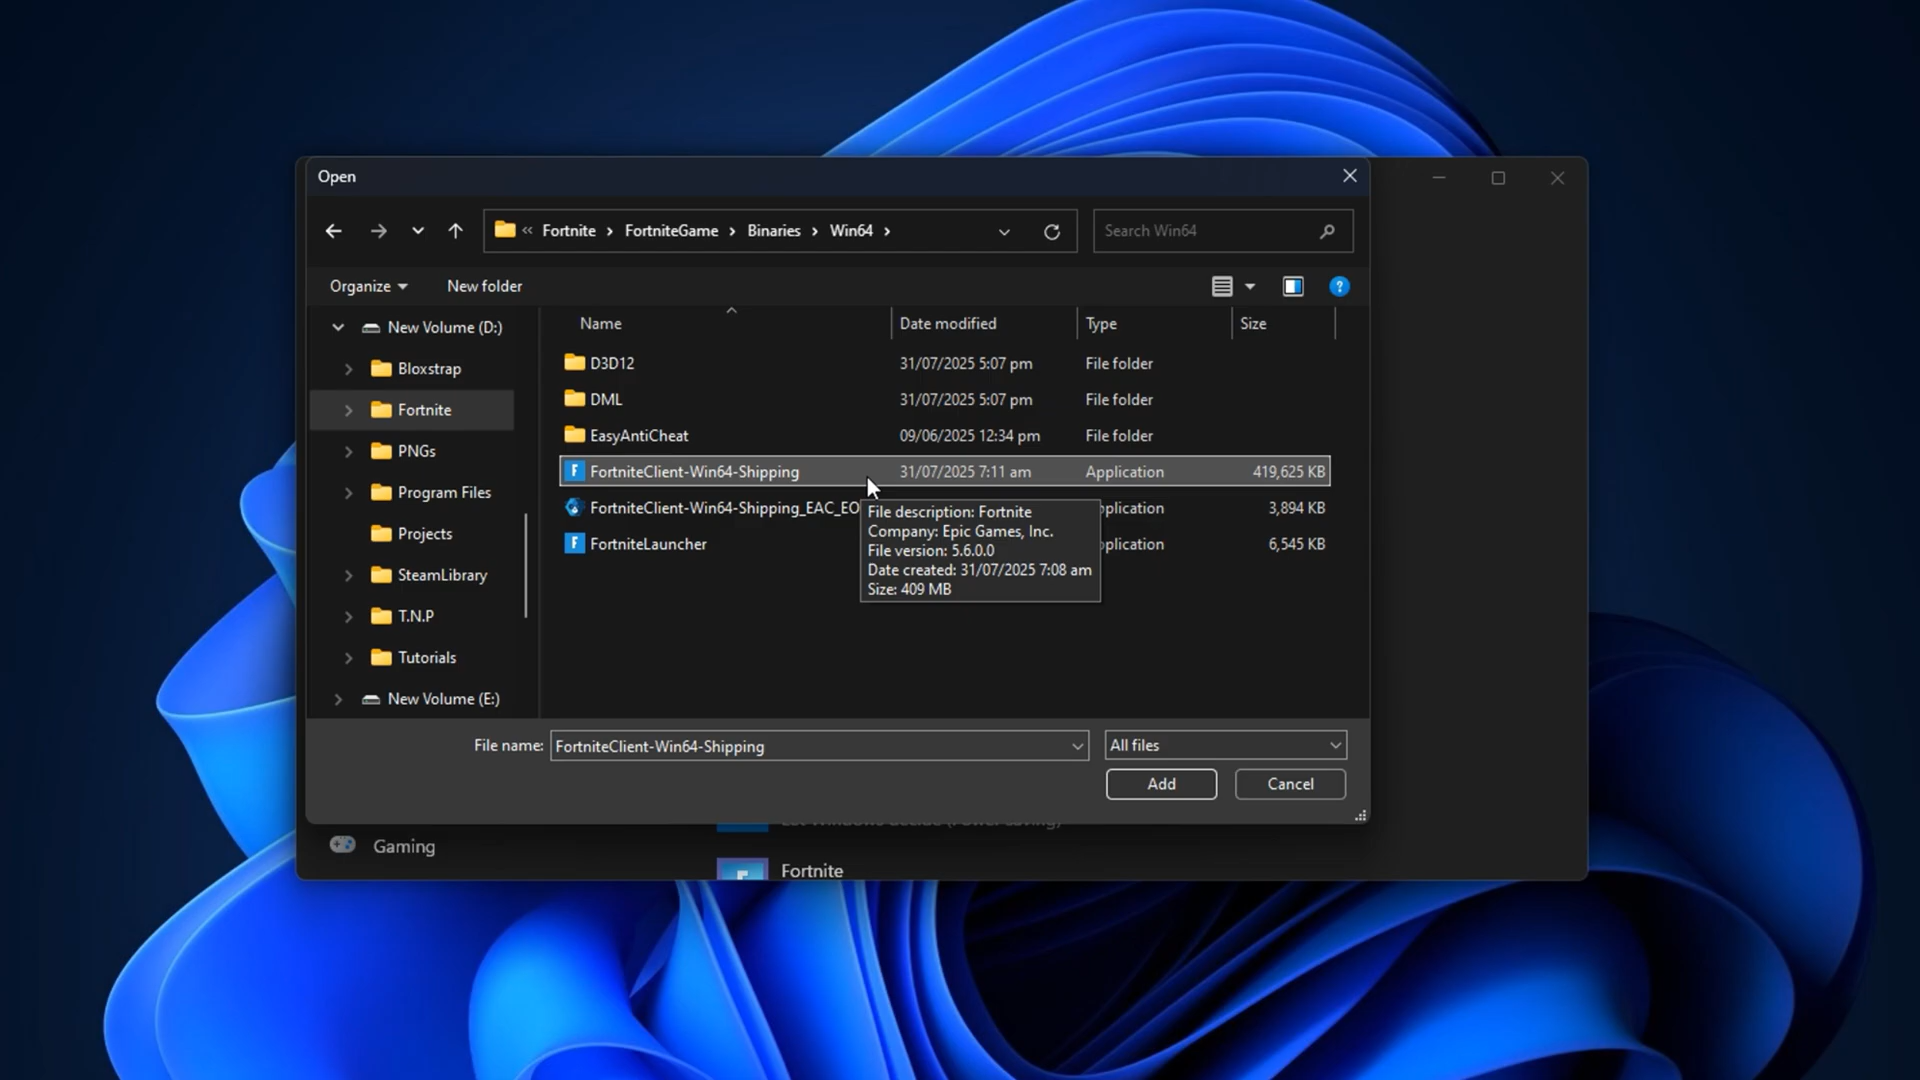 Open
« Fortnite › FortniteGame › Binaries › Win64 ›
Search Win64
Organize
New folder
Name Date modified Type Size
New Volume (D:)
Bloxstrap
Fortnite
PNGs
Program Files
Projects
SteamLibrary
T.N.P
Tutorials
New Volume (E:)
D3D12 31/07/2025 5:07 pm File folder
DML 31/07/2025 5:07 pm File folder
EasyAntiCheat 09/06/2025 12:34 pm File folder
FortniteClient-Win64-Shipping 31/07/2025 7:11 am Application 419,625 KB
FortniteClient-Win64-Shipping_EAC_EO pplication 3,894 KB
FortniteLauncher pplication 6,545 KB
File description: Fortnite
Company: Epic Games, Inc.
File version: 5.6.0.0
Date created: 31/07/2025 7:08 am
Size: 409 MB
File name: FortniteClient-Win64-Shipping
All files
Add Cancel
Gaming
Fortnite